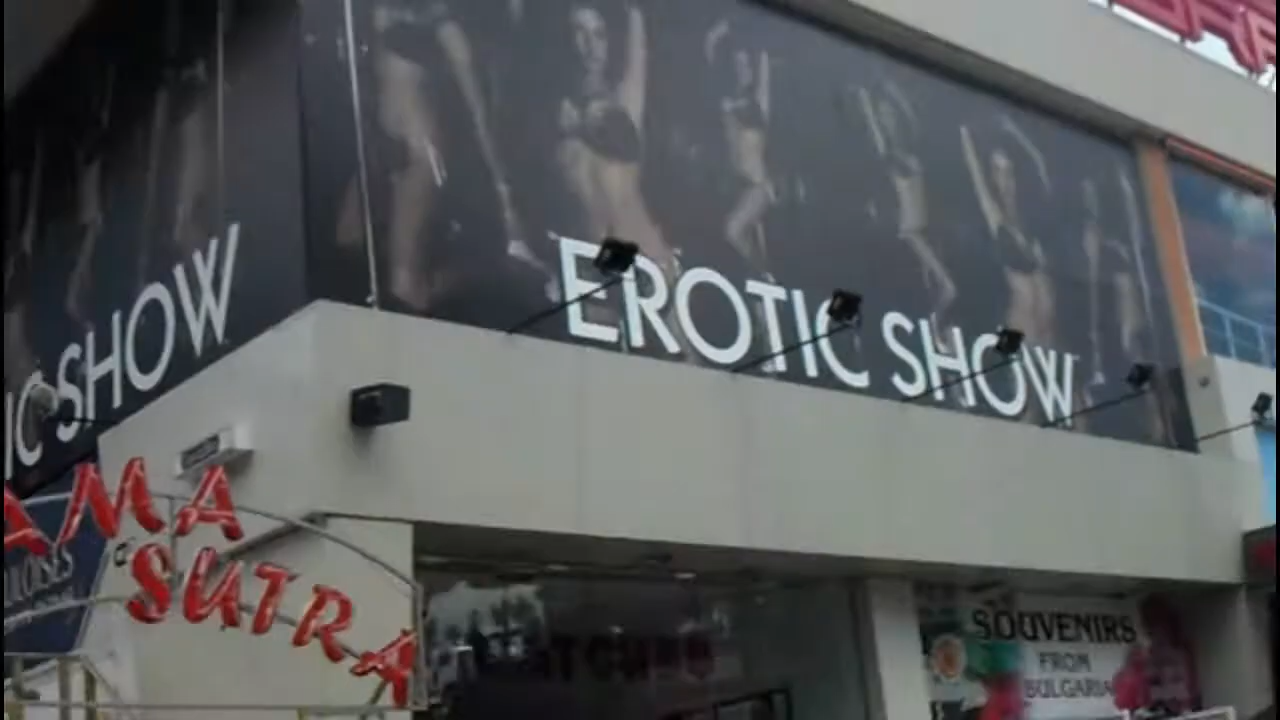 EROTIC SHOW
IC SHOW
AMA
SUTRA
SOUVENIRS
FROM
BULGARIA